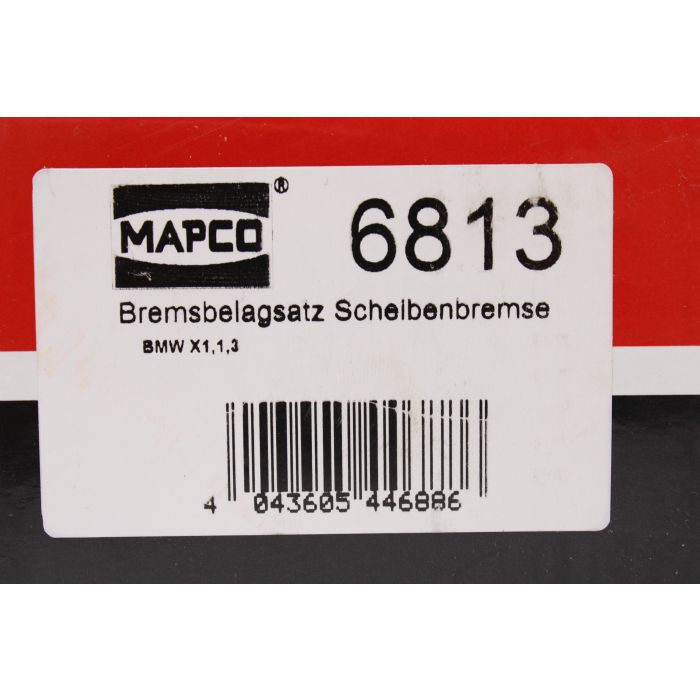 MAPCO®
6813
Bremsbelagsatz Scheibenbremse
BMW X1,1,3
4 043605 446886